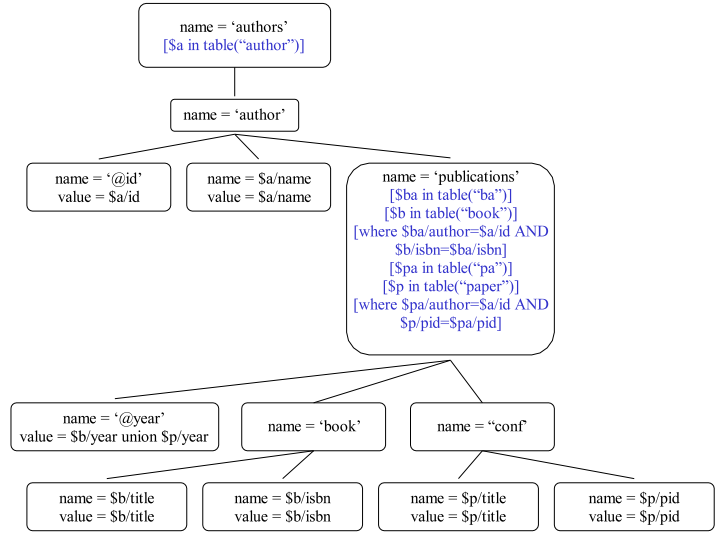 name = ‘authors’
[$a in table(“author”)]
name = ‘author’
name = ‘@id’
value = $a/id
name = $a/name
value = $a/name
name = ‘publications’
[$ba in table(“ba”)]
[$b in table(“book”)]
[where $ba/author=$a/id AND
$b/isbn=$ba/isbn]
[$pa in table(“pa”)]
[$p in table(“paper”)]
[where $pa/author=$a/id AND
$p/pid=$pa/pid]
name = ‘@year’
value = $b/year union $p/year
name = ‘book’
name = “conf’
name = $b/title
value = $b/title
name = $b/isbn
value = $b/isbn
name = $p/title
value = $p/title
name = $p/pid
value = $p/pid